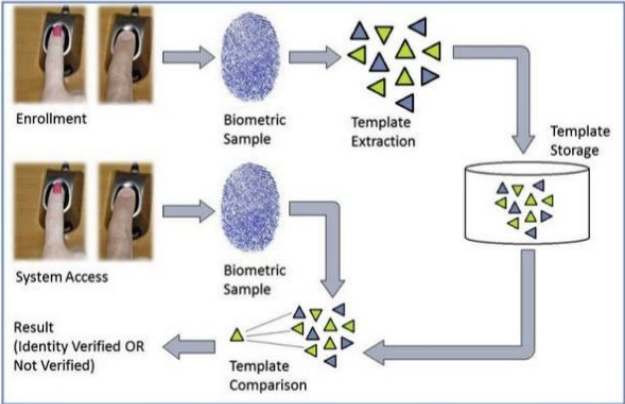 Enrollment
Biometric
Sample
Template
Extraction
Template
Storage
System Access
Biometric
Sample
Result
(Identity Verified OR
Not Verified)
Template
Comparison